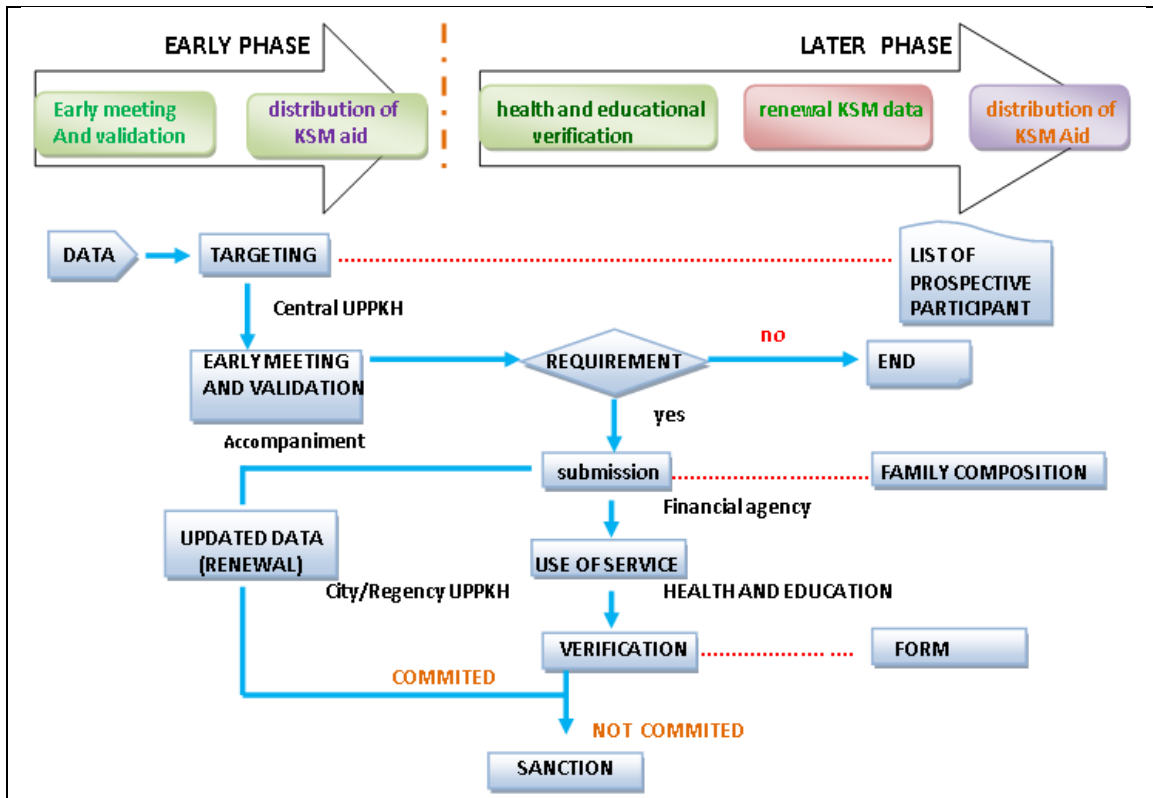 EARLY PHASE
LATER PHASE
Early meeting
And validation
distribution of
KSM aid
health and educational
verification
renewal KSM data
distribution of
KSM Aid
DATA
TARGETING
LIST OF
PROSPECTIVE
PARTICIPANT
Central UPPKH
EARLY MEETING
AND VALIDATION
REQUIREMENT
no
END
yes
Accompaniment
submission
FAMILY COMPOSITION
Financial agency
UPDATED DATA
(RENEWAL)
USE OF SERVICE
City/Regency UPPKH
HEALTH AND EDUCATION
VERIFICATION
FORM
COMMITED
NOT COMMITED
SANCTION